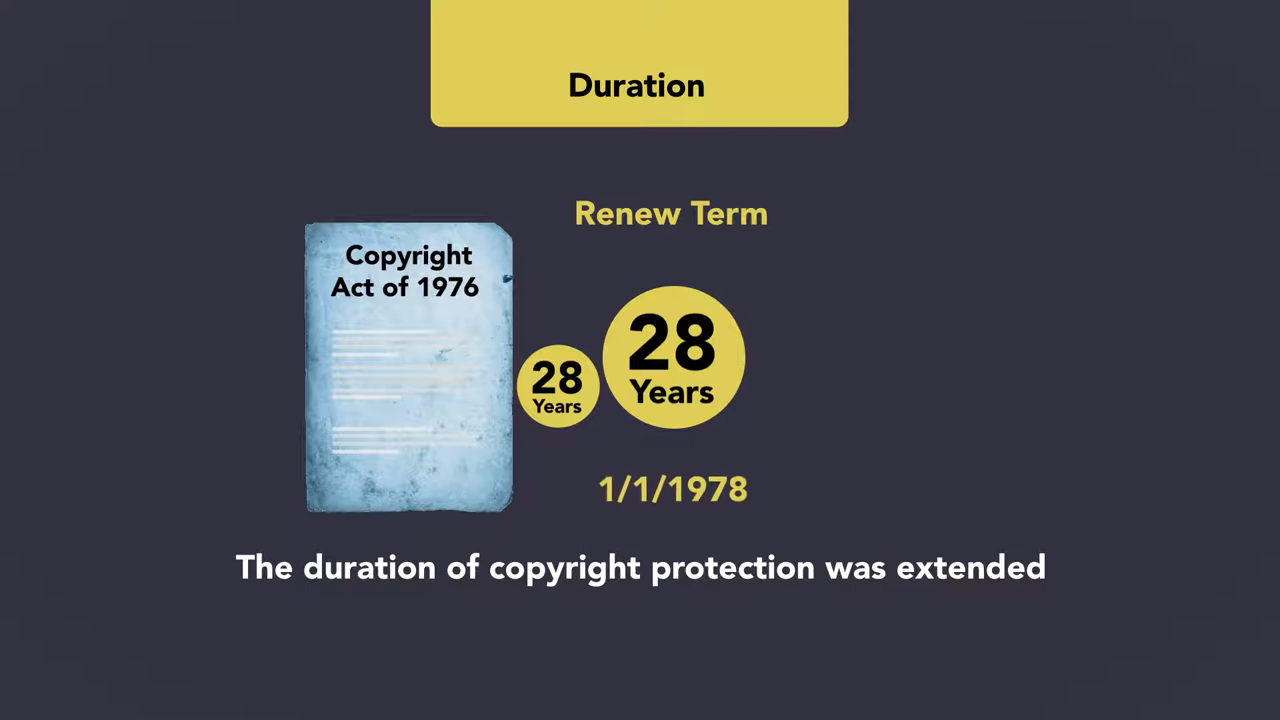 Duration
Renew Term
Copyright
Act of 1976
28
Years
28
Years
1/1/1978
The duration of copyright protection was extended